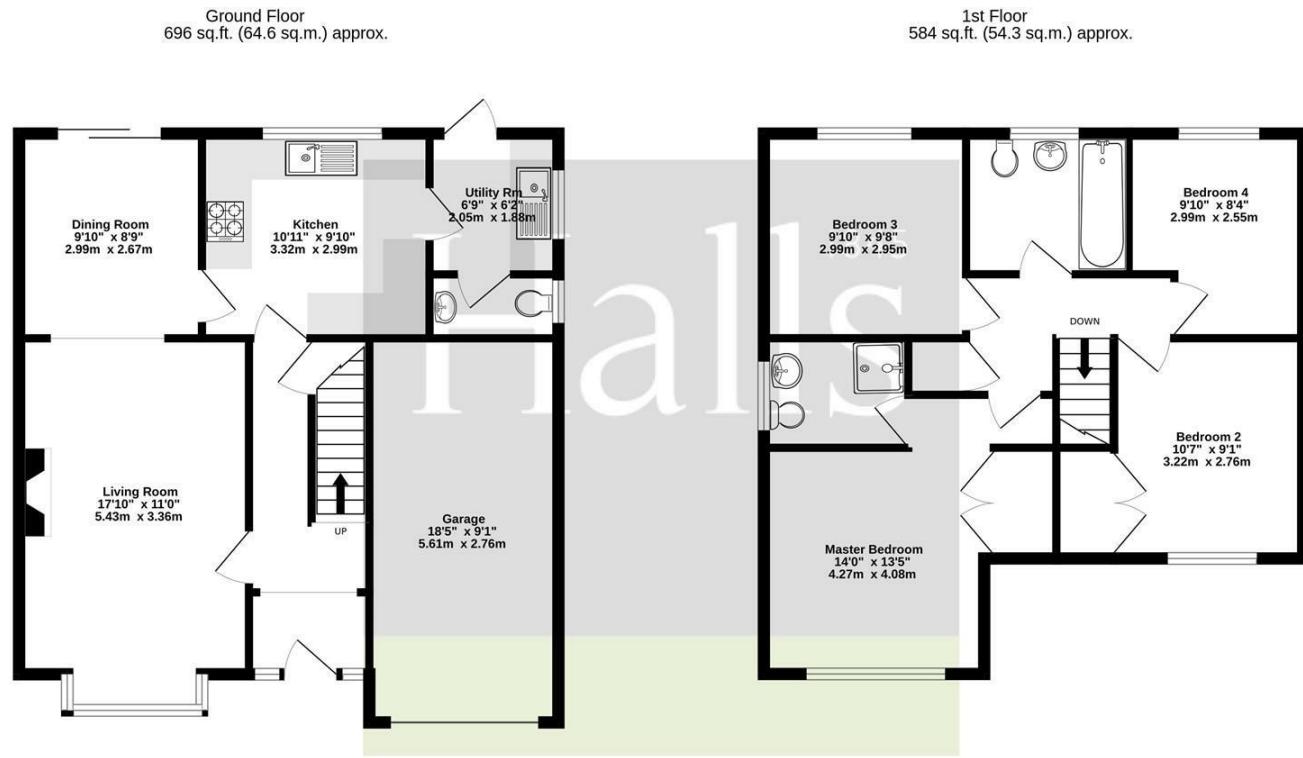 Ground Floor
696 sq.ft. (64.6 sq.m.) approx.
1st Floor
584 sq.ft. (54.3 sq.m.) approx.
Dining Room
9'10" x 8'9"
2.99m x 2.67m
Kitchen
10'11" x 9'10"
3.32m x 2.99m
Utility Rm
6'9" x 6'2"
2.05m x 1.88m
Living Room
17'10" x 11'0"
5.43m x 3.36m
UP
Garage
18'5" x 9'1"
5.61m x 2.76m
Bedroom 3
9'10" x 9'8"
2.99m x 2.95m
Bedroom 4
9'10" x 8'4"
2.99m x 2.55m
DOWN
Bedroom 2
10'7" x 9'1"
3.22m x 2.76m
Master Bedroom
14'0" x 13'5"
4.27m x 4.08m
Halls